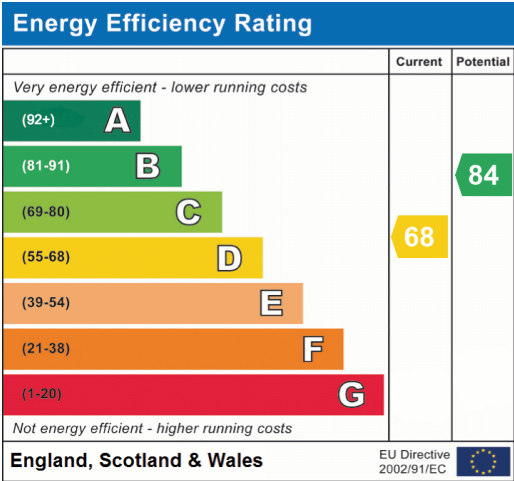 Energy Efficiency Rating
Current Potential
Very energy efficient - lower running costs
(92+) A
(81-91) B
84
(69-80) C
68
(55-68) D
(39-54) E
(21-38) F
(1-20) G
Not energy efficient - higher running costs
England, Scotland & Wales
EU Directive
2002/91/EC